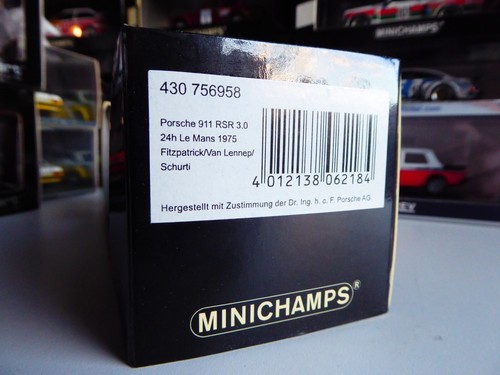 MINICHAMPS
430 756958
Porsche 911 RSR 3.0
24h Le Mans 1975
Fitzpatrick/Van Lennep/
Schurti
4 012138 062184
Hergestellt mit Zustimmung der Dr. Ing. h. c. F. Porsche AG
MINICHAMPS®